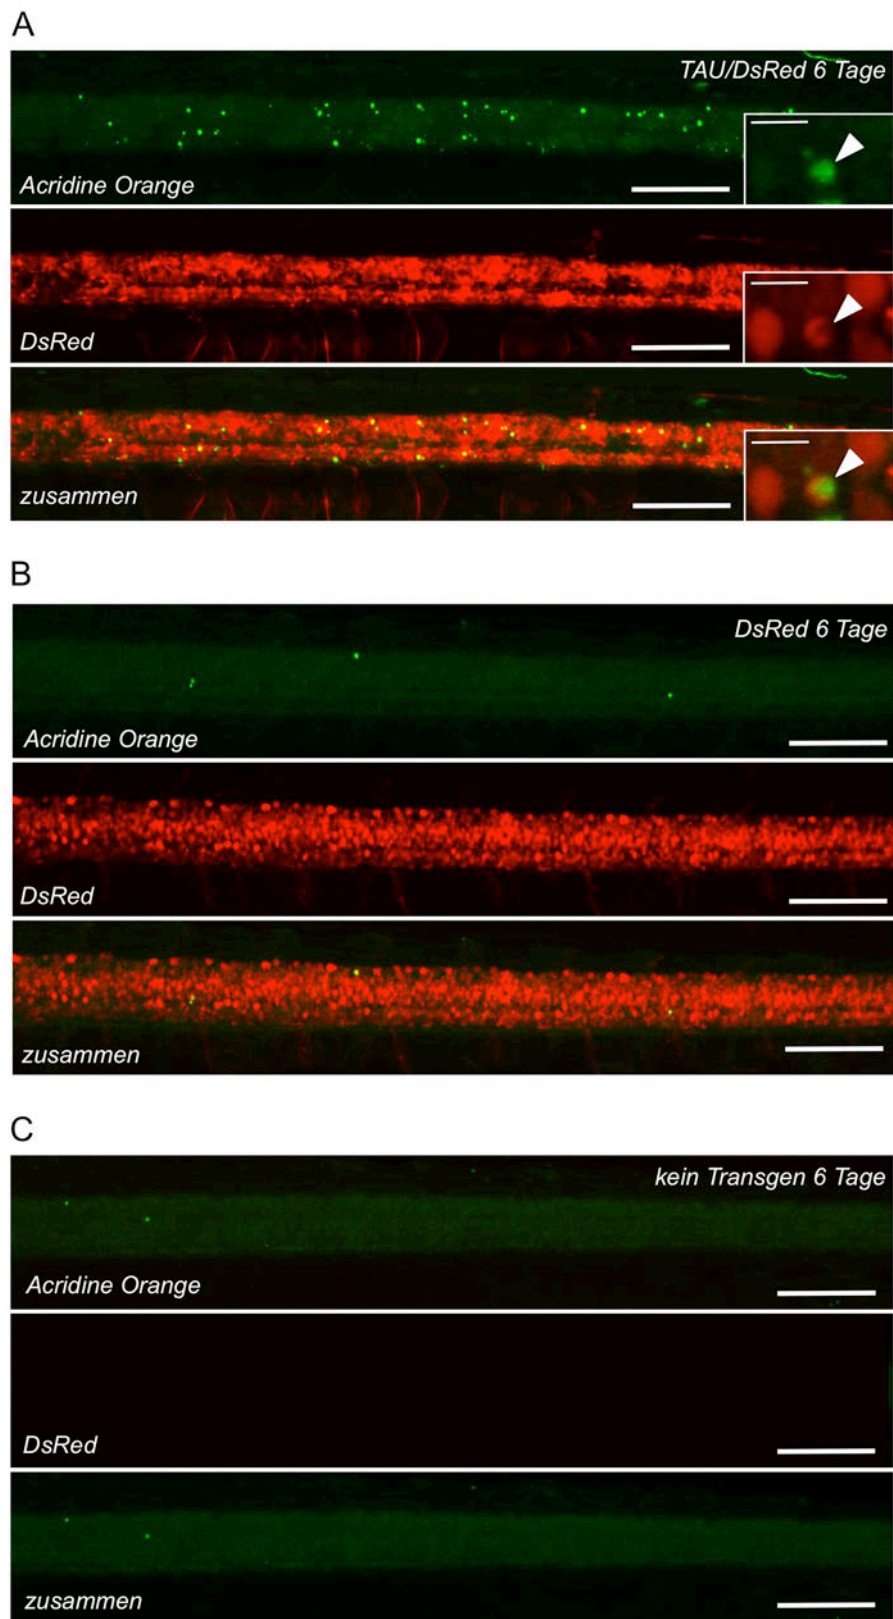 A
TAU/DsRed 6 Tage
Acridine Orange
DsRed
zusammen
B
DsRed 6 Tage
Acridine Orange
DsRed
zusammen
C
kein Transgen 6 Tage
Acridine Orange
DsRed
zusammen